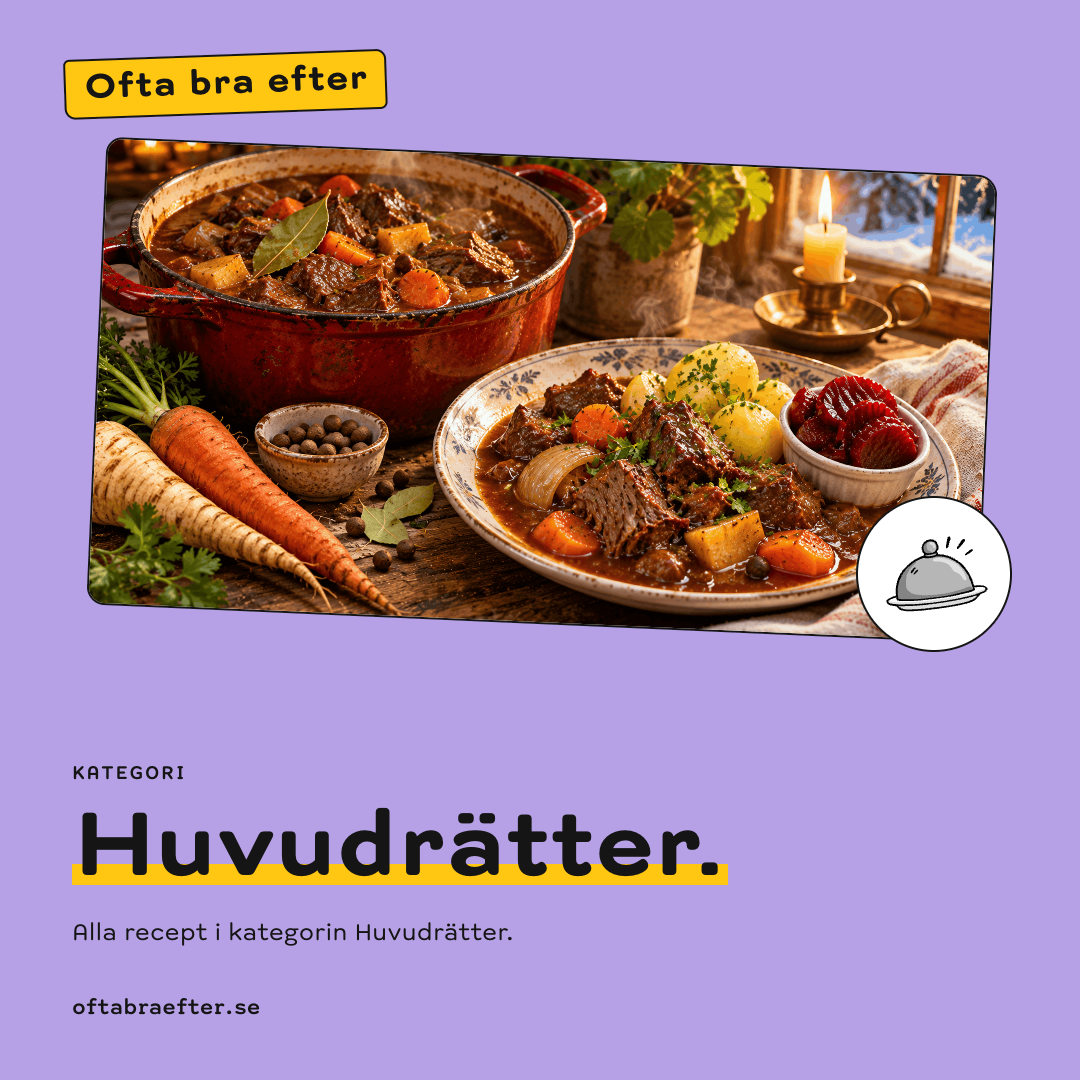 Ofta bra efter
KATEGORI
Huvudrätter.
Alla recept i kategorin Huvudrätter.
oftabraefter.se